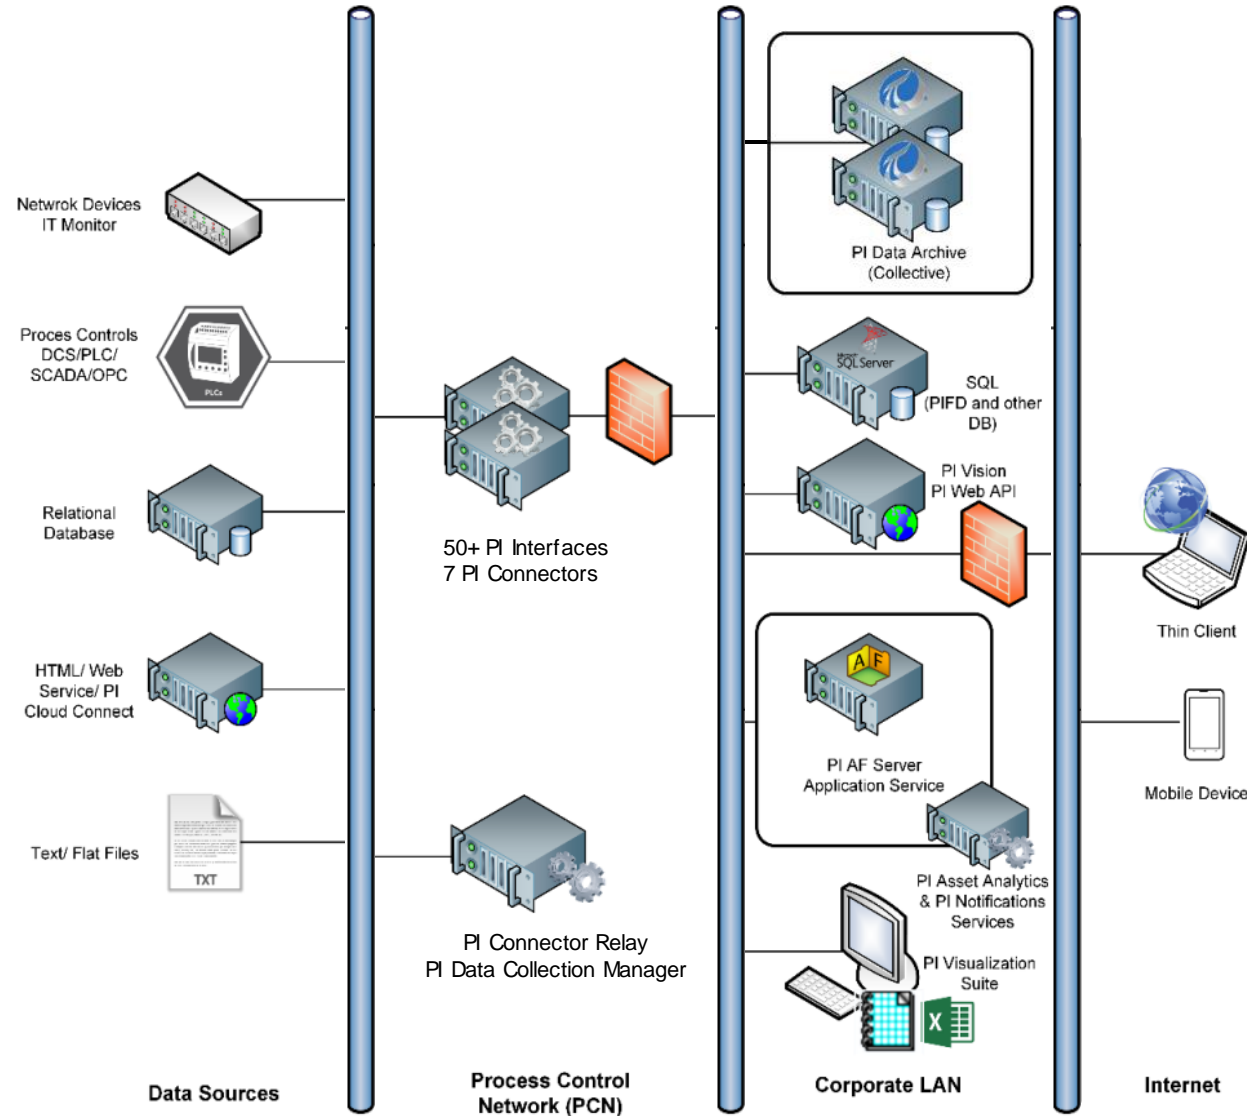 Netwrok Devices
IT Monitor
Proces Controls
DCS/PLC/
SCADA/OPC
PLCs
Relational
Database
HTML/ Web
Service/ PI
Cloud Connect
Text/ Flat Files
TXT
Data Sources
50+ PI Interfaces
7 PI Connectors
PI Connector Relay
PI Data Collection Manager
Process Control
Network (PCN)
PI Data Archive
(Collective)
Microsoft
SQL Server
SQL
(PIFD and other
DB)
PI Vision
PI Web API
A F
PI AF Server
Application Service
PI Asset Analytics
& PI Notifications
Services
PI Visualization
Suite
X
Corporate LAN
Thin Client
Mobile Device
Internet